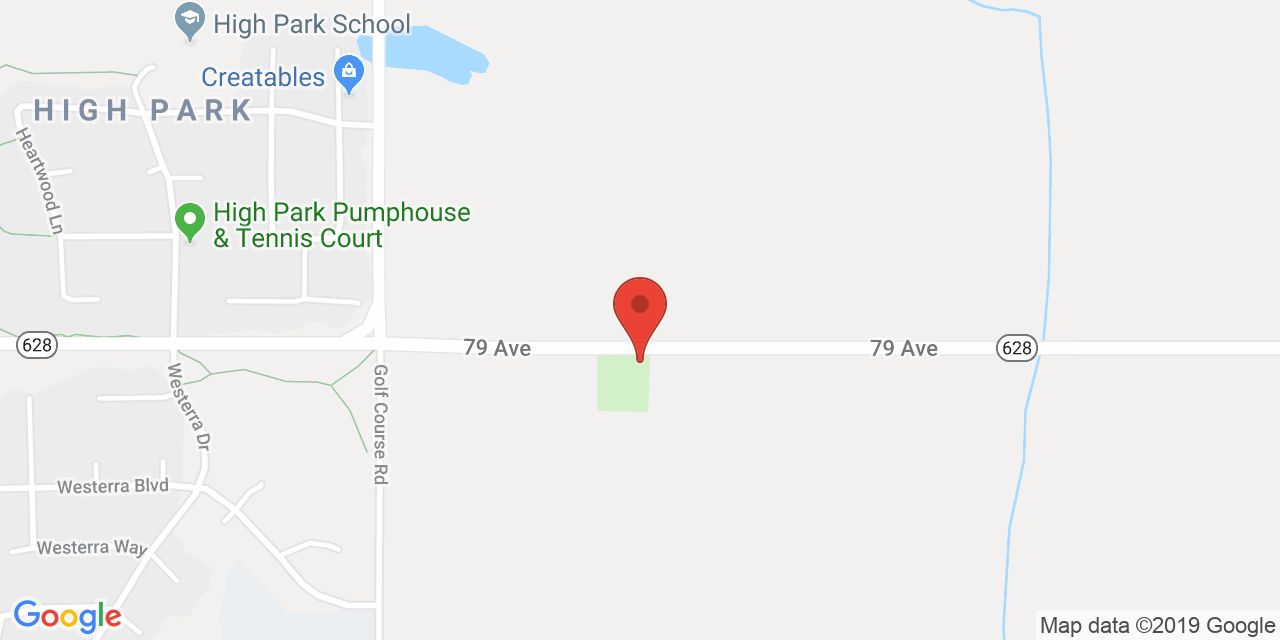 High Park School
Creatables
HIGH PARK
Heartwood Ln
High Park Pumphouse
& Tennis Court
628
79 Ave
79 Ave
628
Westerra Dr
Golf Course Rd
Westerra Blvd
Westerra Way
Google
Map data ©2019 Google